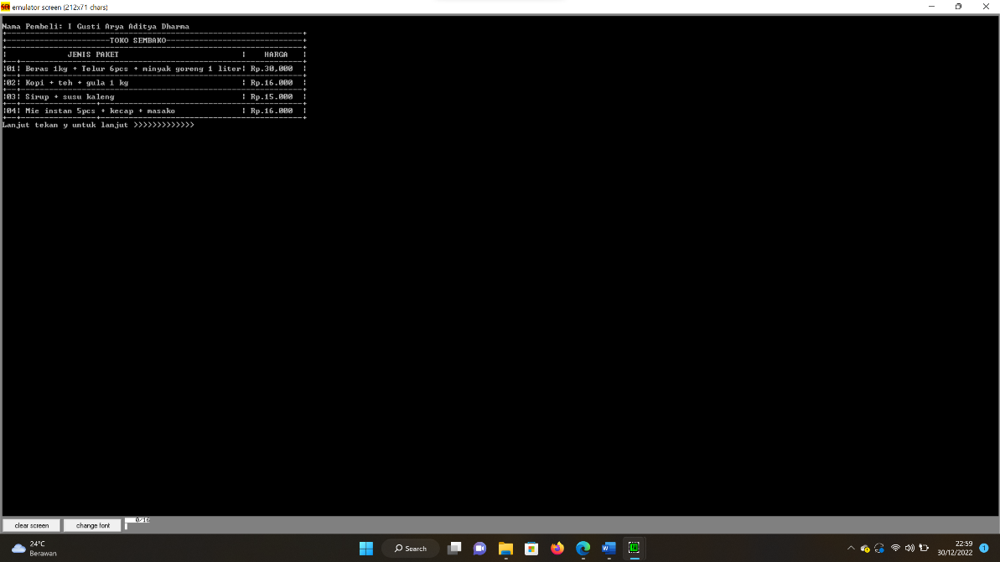 emulator screen (212x71 chars)
Nama Pembeli: I Gusti Arya Aditya Dharma
TOKO SEMBAKO
JENIS PAKET | HARGA
|01| Beras 1kg + Telur 6pcs + minyak goreng 1 liter| Rp.30,000 |
|02| Kopi + teh + gula 1 kg | Rp.16.000 |
|03| Sirup + susu kaleng | Rp.15.000 |
|04| Mie instan 5pcs + kecap + masako | Rp.16.000 |
Lanjut tekan y untuk lanjut >>>>>>>>>>>>>
clear screen change font 0/16
24°C
Berawan
Search
22:59
30/12/2022
1